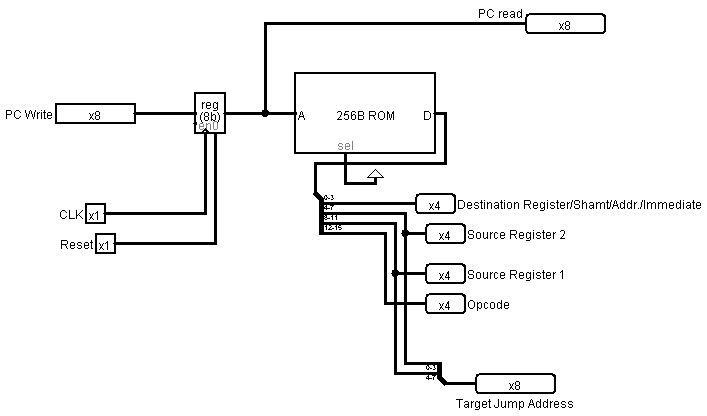 PC read
x8
PC Write
x8
reg
(8b)
en0
A
256B ROM
D
sel
CLK
x1
Reset
x1
0-3
4-7
8-11
12-15
x4
Destination Register/Shamt/Addr./Immediate
x4
Source Register 2
x4
Source Register 1
x4
Opcode
0-3
4-7
x8
Target Jump Address